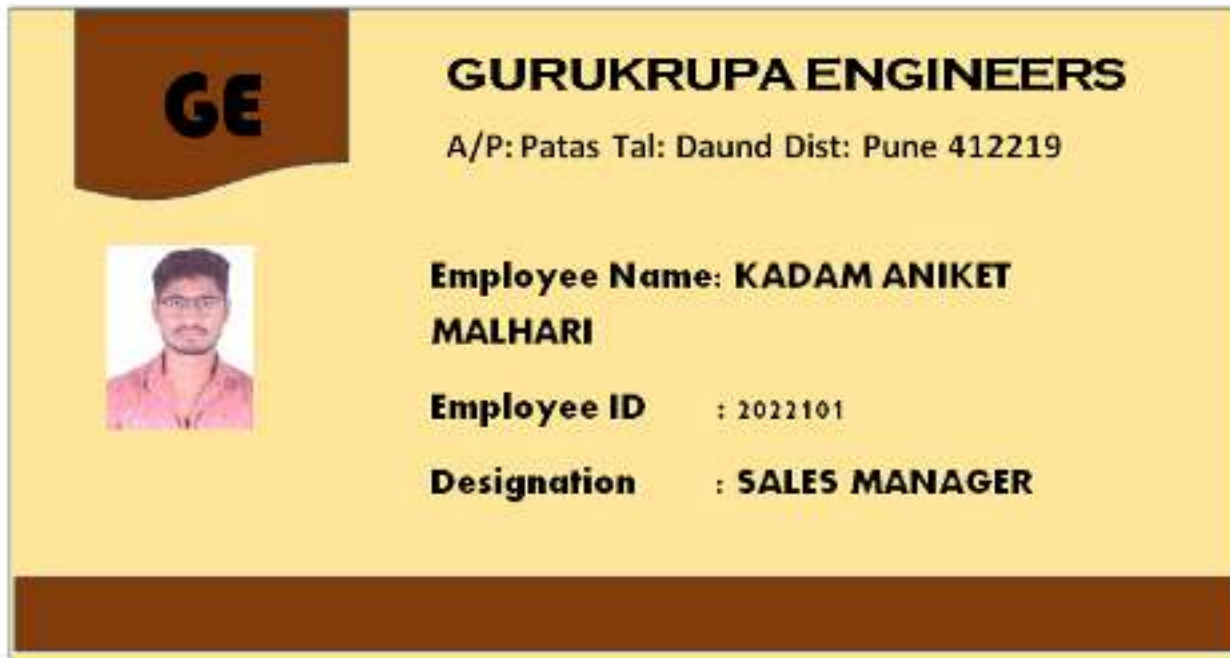 GE
GURUKRUPA ENGINEERS
A/P: Patas Tal: Daund Dist: Pune 412219
Employee Name: KADAM ANIKET
MALHARI
Employee ID : 2022101
Designation : SALES MANAGER